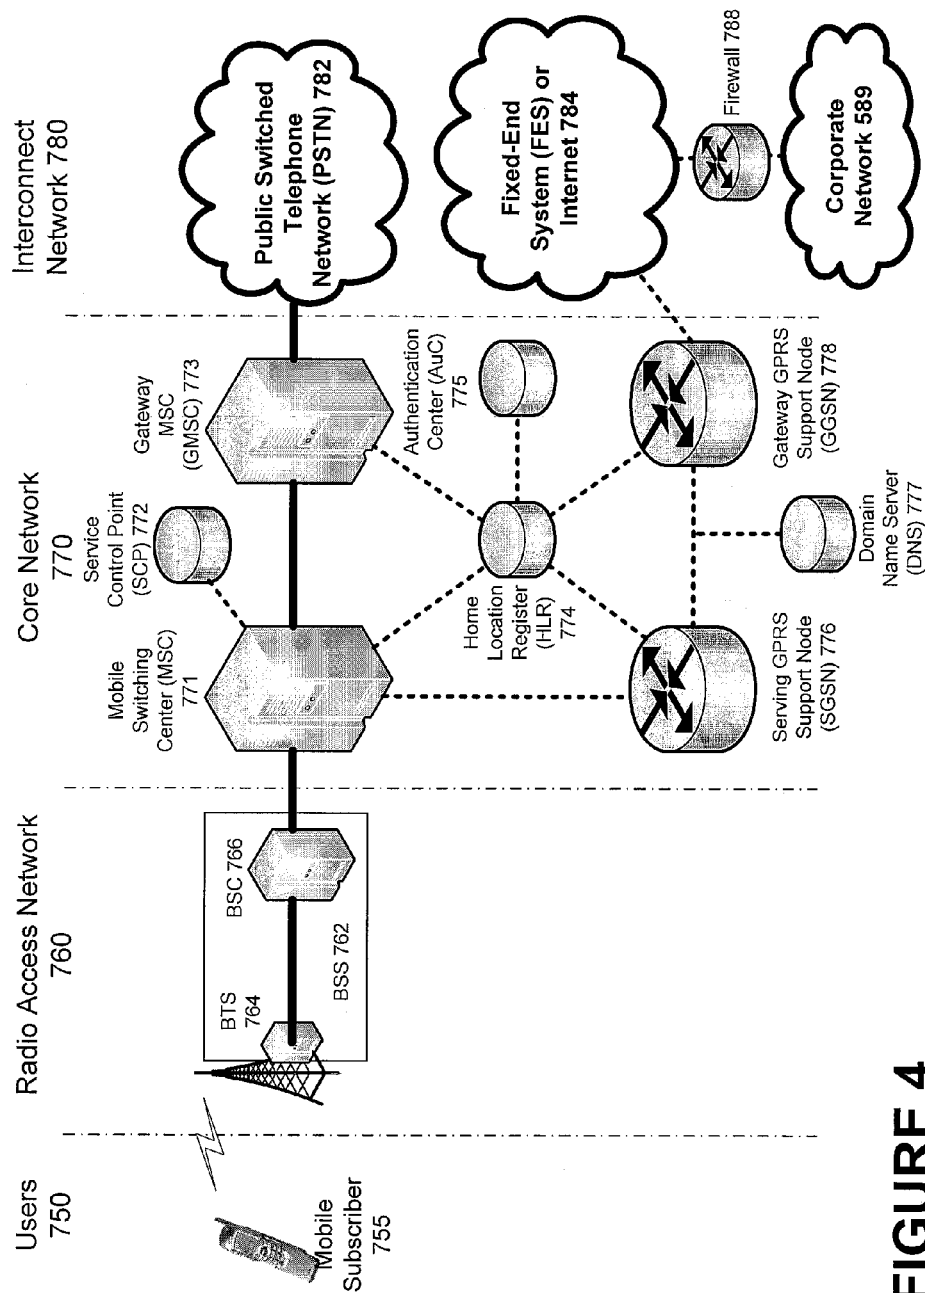 Users
750
Radio Access Network
760
Core Network
770
Interconnect
Network 780
Mobile
Subscriber
755
BTS
764
BSC 766
BSS 762
Mobile
Switching
Center (MSC)
771
Service
Control Point
(SCP) 772
Gateway
MSC
(GMSC) 773
Public Switched
Telephone
Network (PSTN) 782
Home
Location
Register
(HLR)
774
Authentication
Center (AuC)
775
Fixed-End
System (FES) or
Internet 784
Firewall 788
Serving GPRS
Support Node
(SGSN) 776
Domain
Name Server
(DNS) 777
Gateway GPRS
Support Node
(GGSN) 778
Corporate
Network 589
FIGURE 4